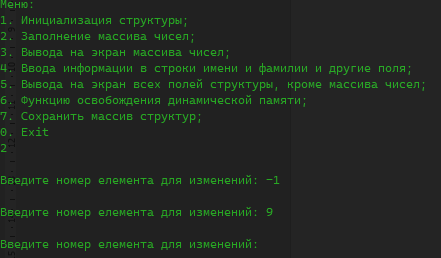 Меню:
1. Инициализация структуры;
2. Заполнение массива чисел;
3. Вывода на экран массива чисел;
4. Ввода информации в строки имени и фамилии и другие поля;
5. Вывода на экран всех полей структуры, кроме массива чисел;
6. Функцию освобождения динамической памяти;
7. Сохранить массив структур;
0. Exit
2
Введите номер елемента для изменений: -1
Введите номер елемента для изменений: 9
Введите номер елемента для изменений: